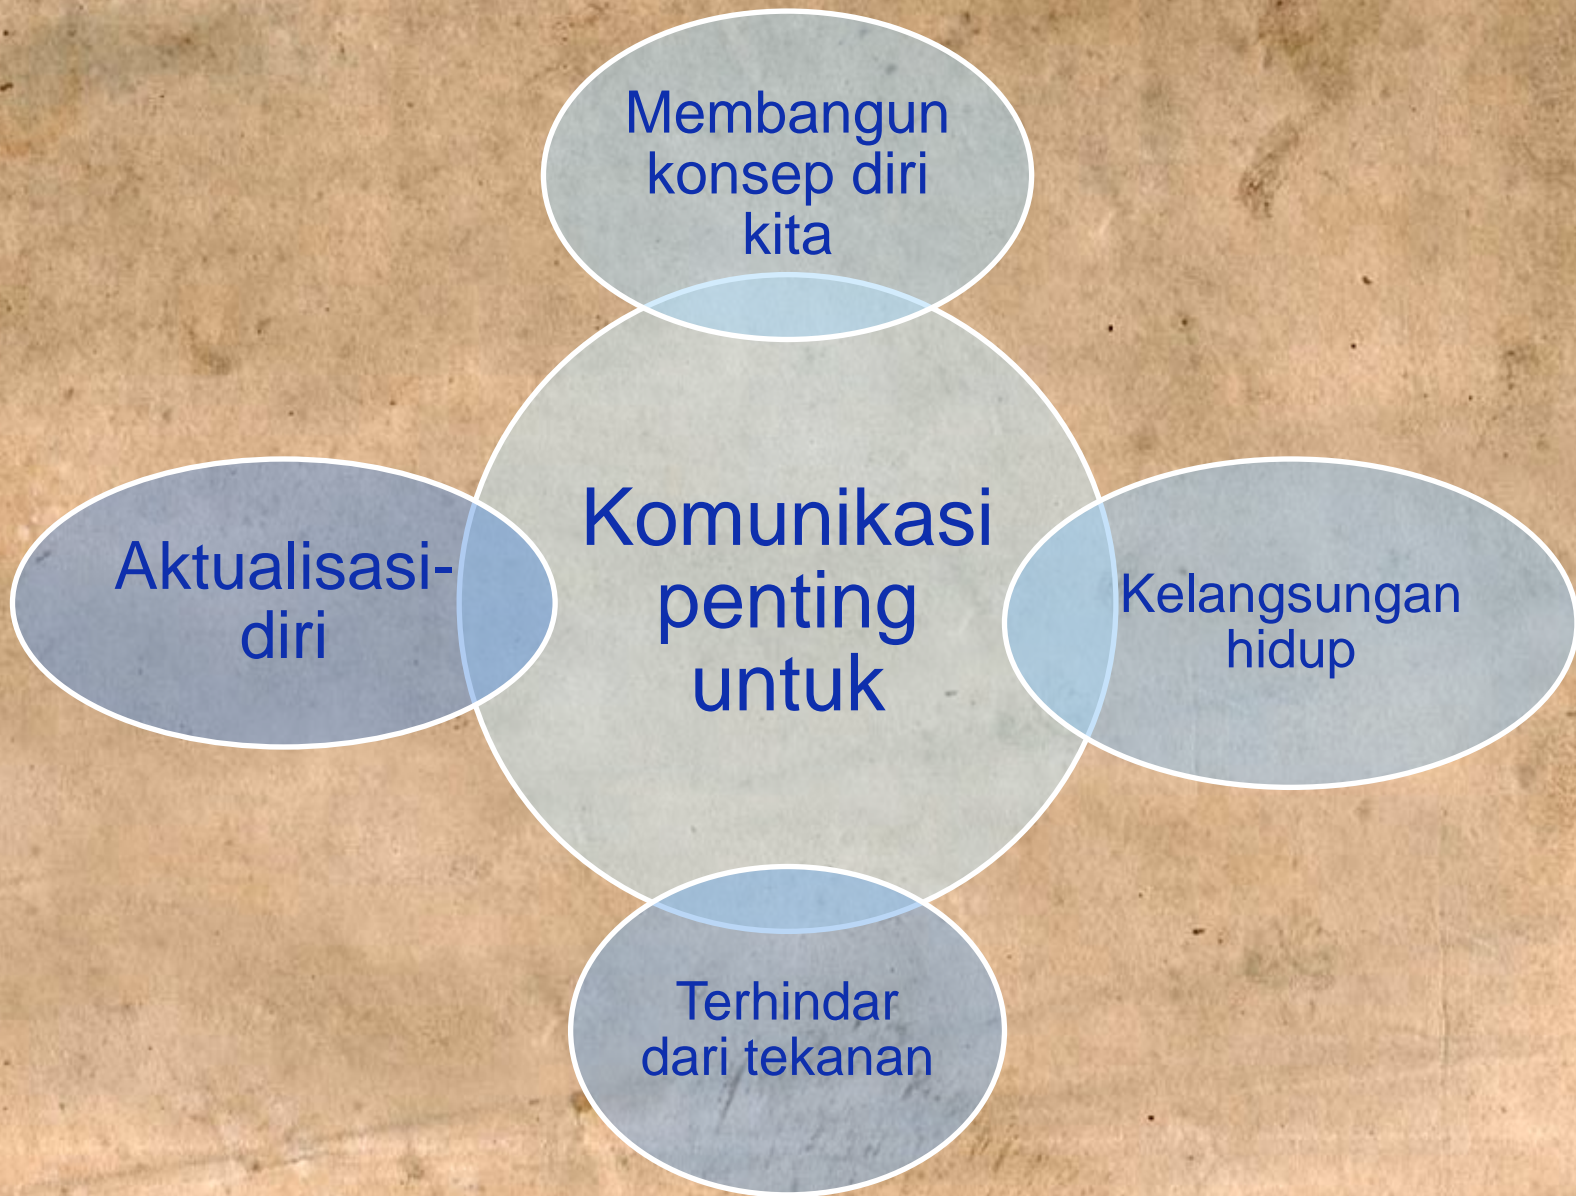 Membangun
konsep diri
kita
Aktualisasi-
diri
Komunikasi
penting
untuk
Kelangsungan
hidup
Terhindar
dari tekanan